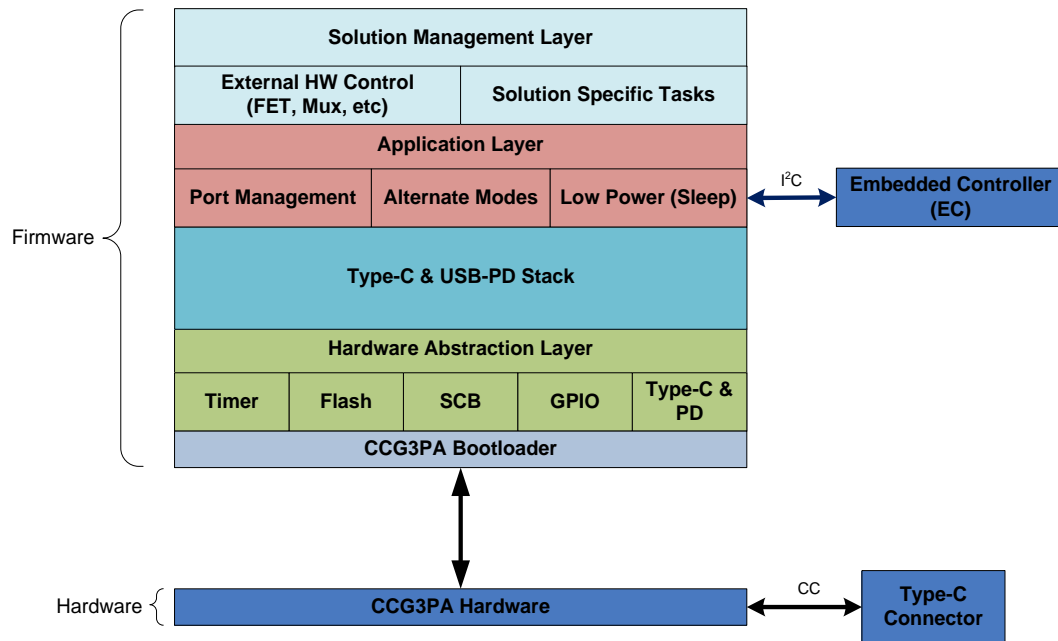 Solution Management Layer
External HW Control
(FET, Mux, etc)
Solution Specific Tasks
Application Layer
Port Management
Alternate Modes
Low Power (Sleep)
I²C
Embedded Controller
(EC)
Firmware
Type-C & USB-PD Stack
Hardware Abstraction Layer
Timer
Flash
SCB
GPIO
Type-C &
PD
CCG3PA Bootloader
Hardware
CCG3PA Hardware
CC
Type-C
Connector